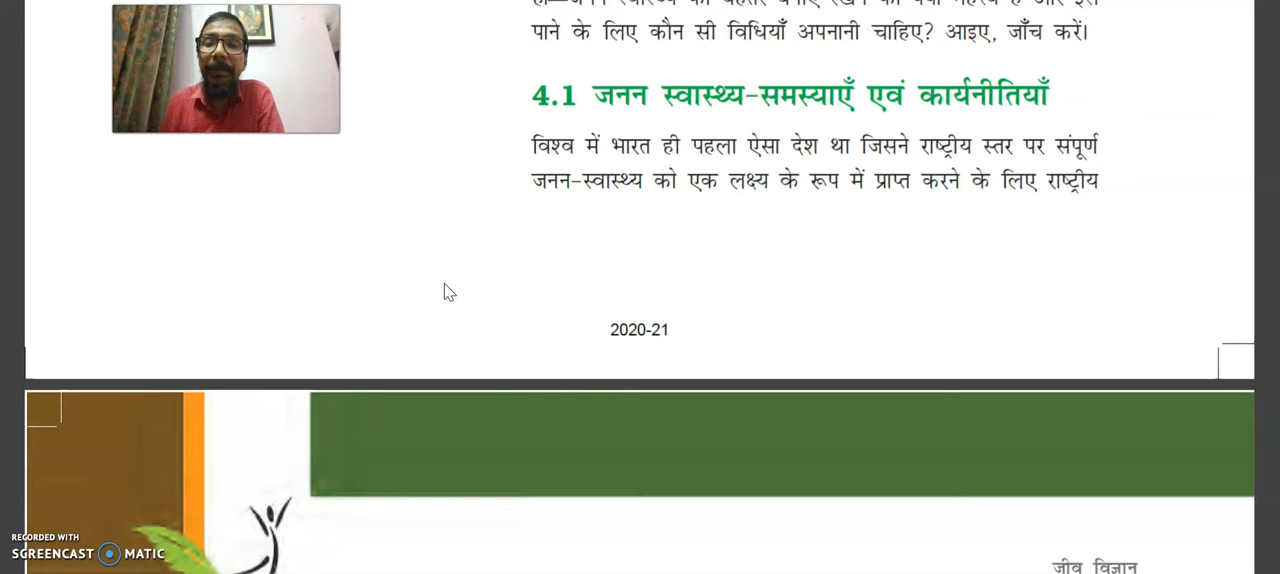 पाने के लिए कौन सी विधियाँ अपनानी चाहिए? आइए, जाँच करें।
4.1 जनन स्वास्थ्य-समस्याएँ एवं कार्यनीतियाँ
विश्व में भारत ही पहला ऐसा देश था जिसने राष्ट्रीय स्तर पर संपूर्ण
जनन-स्वास्थ्य को एक लक्ष्य के रूप में प्राप्त करने के लिए राष्ट्रीय
2020-21
RECORDED WITH
SCREENCAST MATIC
जीव विज्ञान